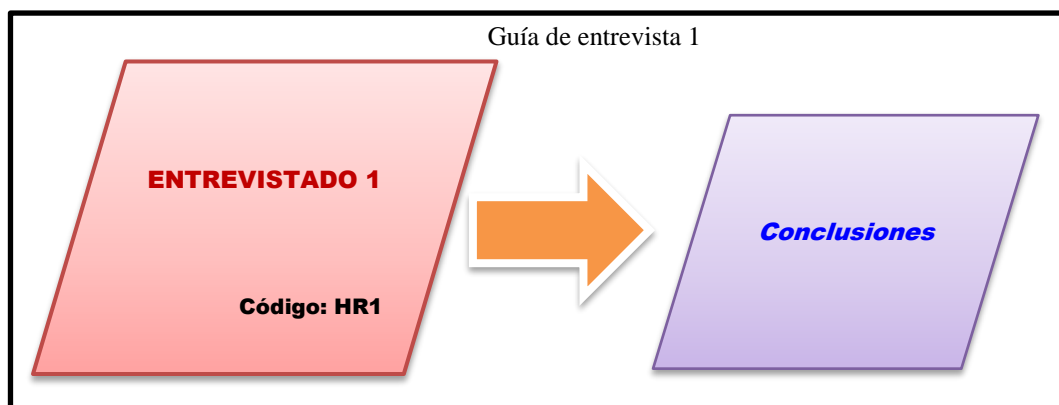 Guía de entrevista 1
ENTREVISTADO 1
Código: HR1
Conclusiones